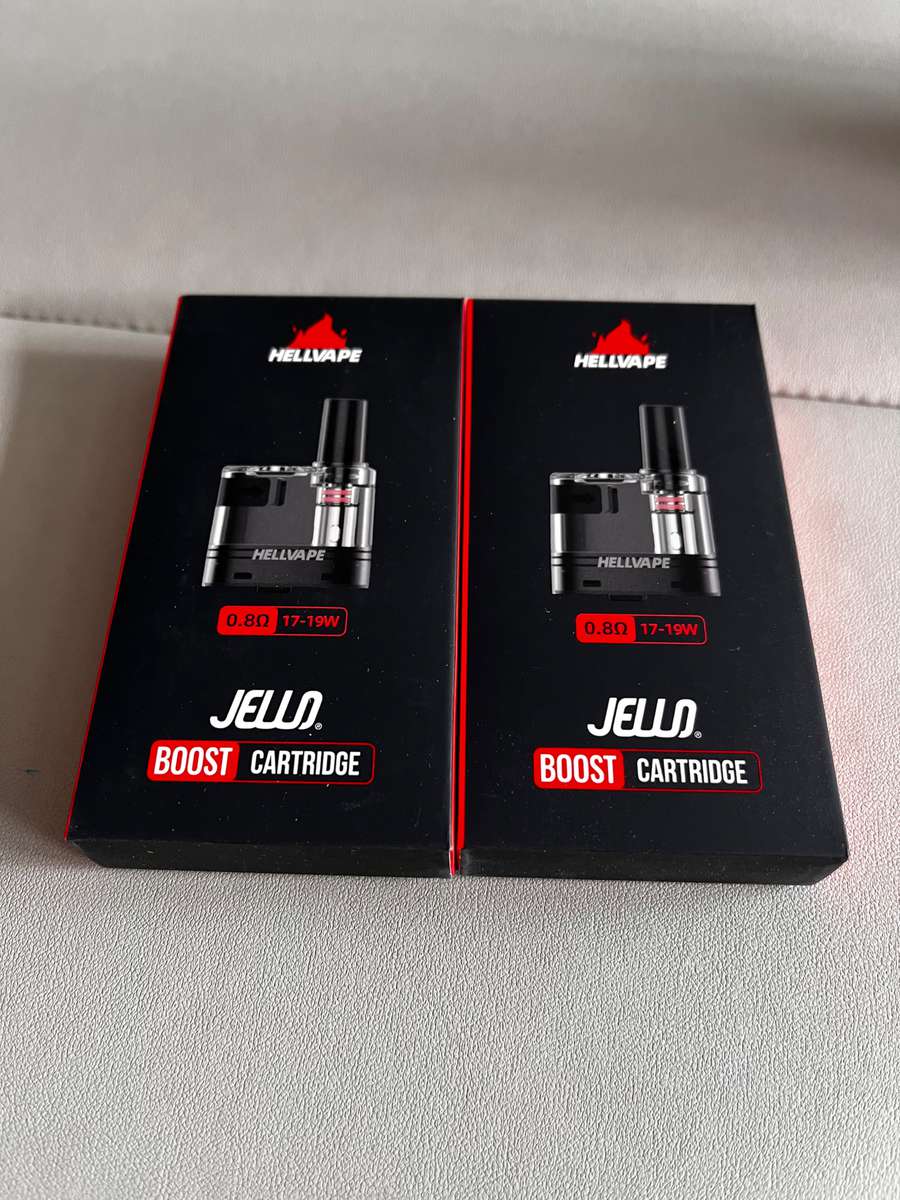 HELLVAPE
HELLVAPE
0.8Ω 17-19W
JELLO®
BOOST CARTRIDGE
HELLVAPE
HELLVAPE
0.8Ω 17-19W
JELLO®
BOOST CARTRIDGE